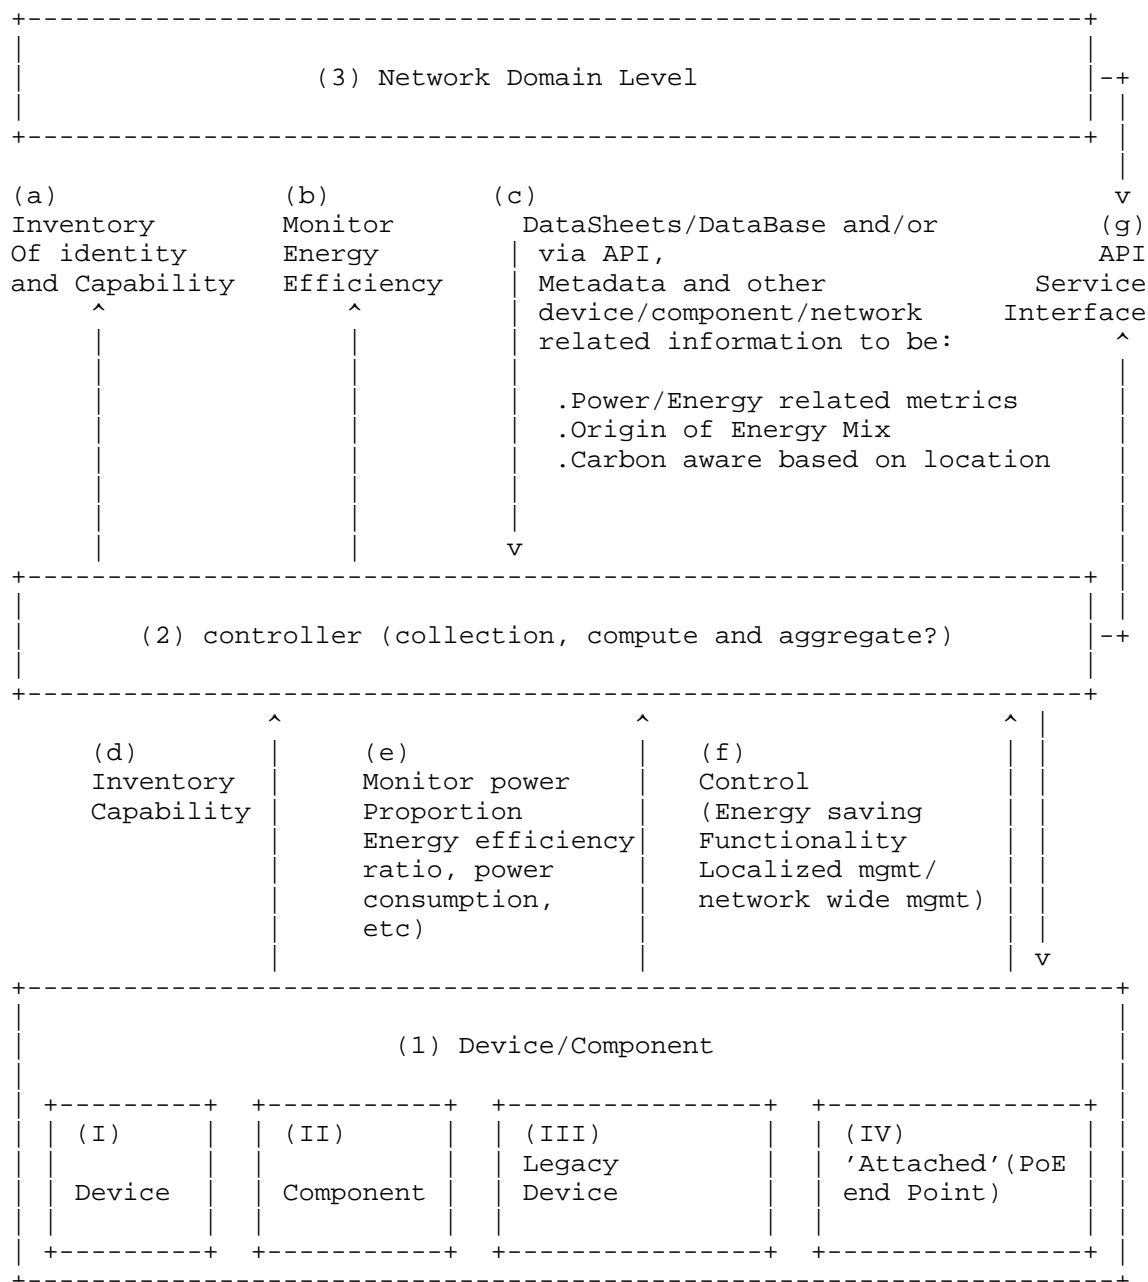 (3) Network Domain Level
(a) (b) (c)
Inventory Monitor DataSheets/DataBase and/or (g)
Of identity Energy via API, API
and Capability Efficiency Metadata and other Service
device/component/network Interface
related information to be:
.Power/Energy related metrics
.Origin of Energy Mix
.Carbon aware based on location
(2) controller (collection, compute and aggregate?)
(d) (e) (f)
Inventory Monitor power Control
Capability Proportion (Energy saving
Energy efficiency Functionality
ratio, power Localized mgmt/
consumption, network wide mgmt)
etc)
(1) Device/Component
(I) (II) (III) (IV)
Legacy ’Attached’(PoE
Device Component Device end Point)